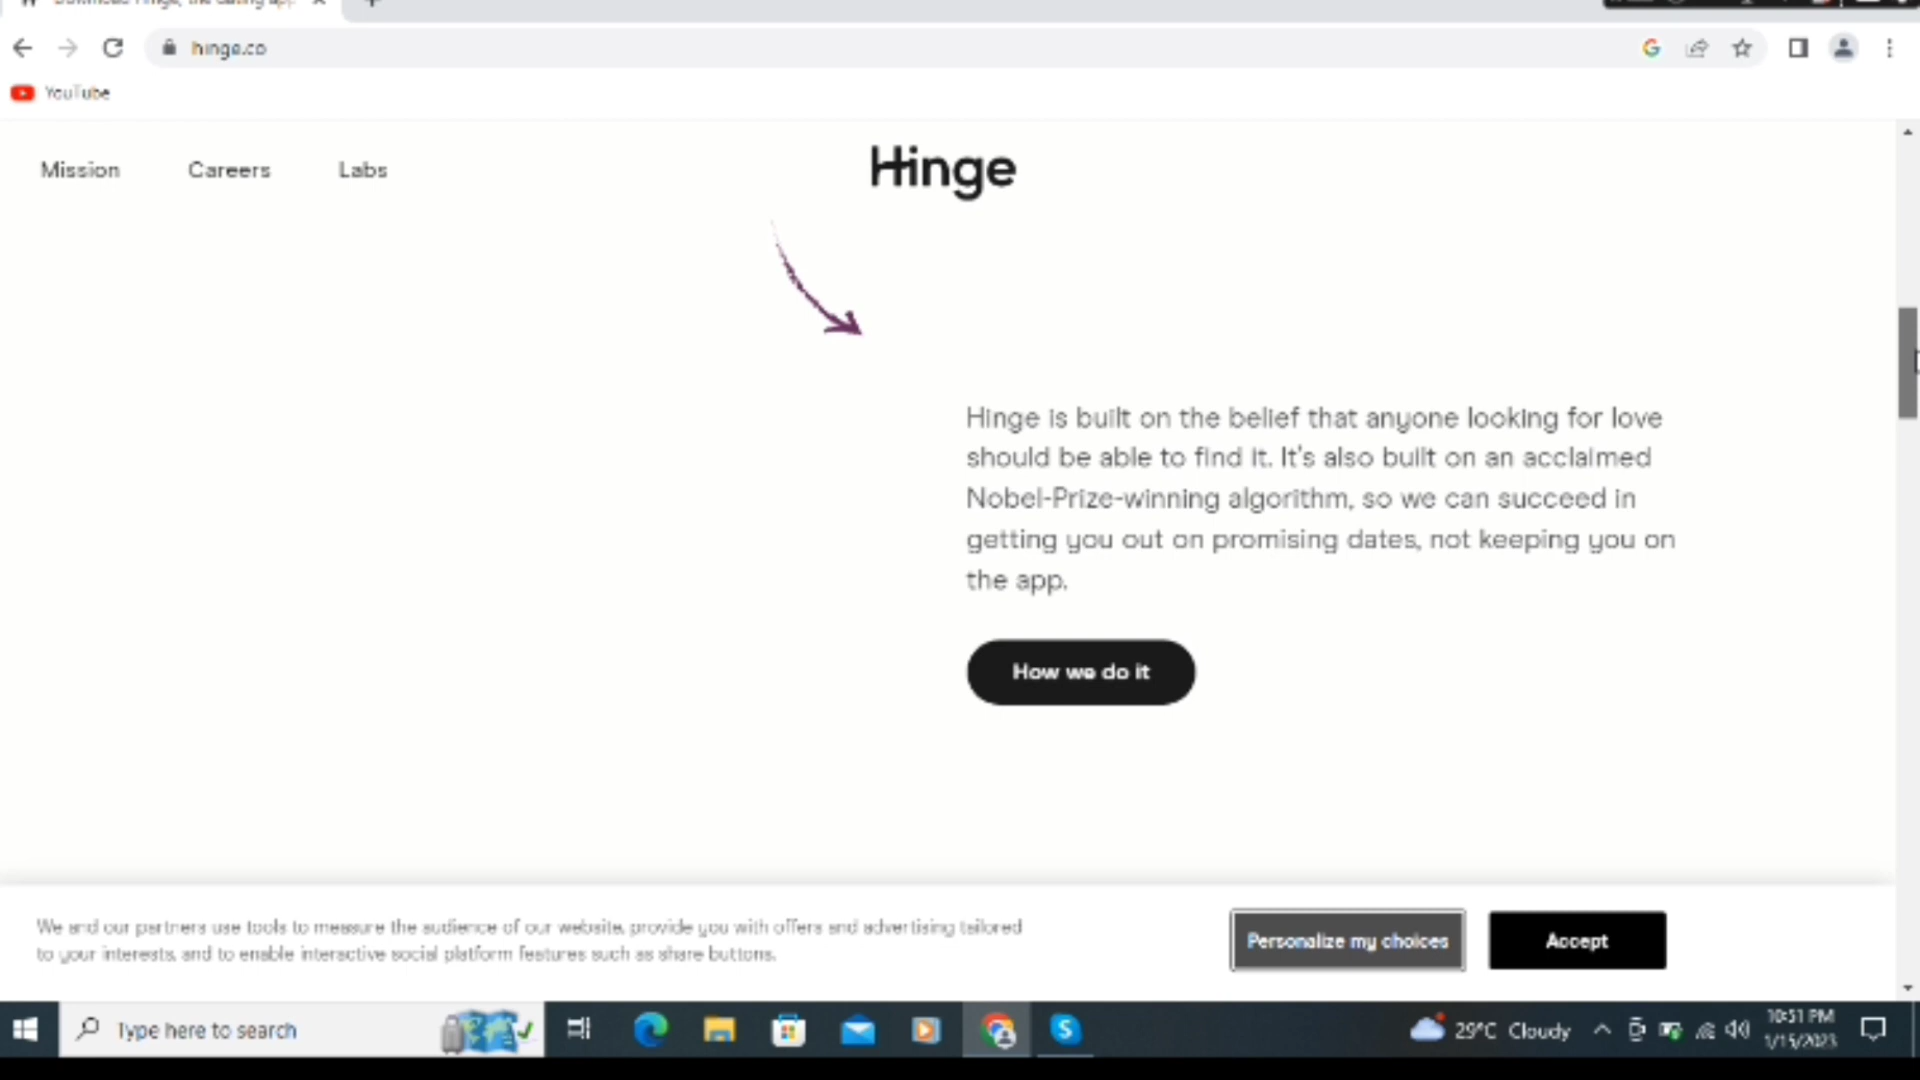 hinge.co
YouTube
Mission Careers Labs
Hinge
Hinge is built on the belief that anyone looking for love
should be able to find it. It's also built on an acclaimed
Nobel-Prize-winning algorithm, so we can succeed in
getting you out on promising dates, not keeping you on
the app.
How we do it
We and our partners use tools to measure the audience of our website, provide you with offers and advertising tailored
to your interests, and to enable interactive social platform features such as share buttons.
Personalize my choices
Accept
Type here to search
29°C Cloudy
10:51 PM
1/15/2023